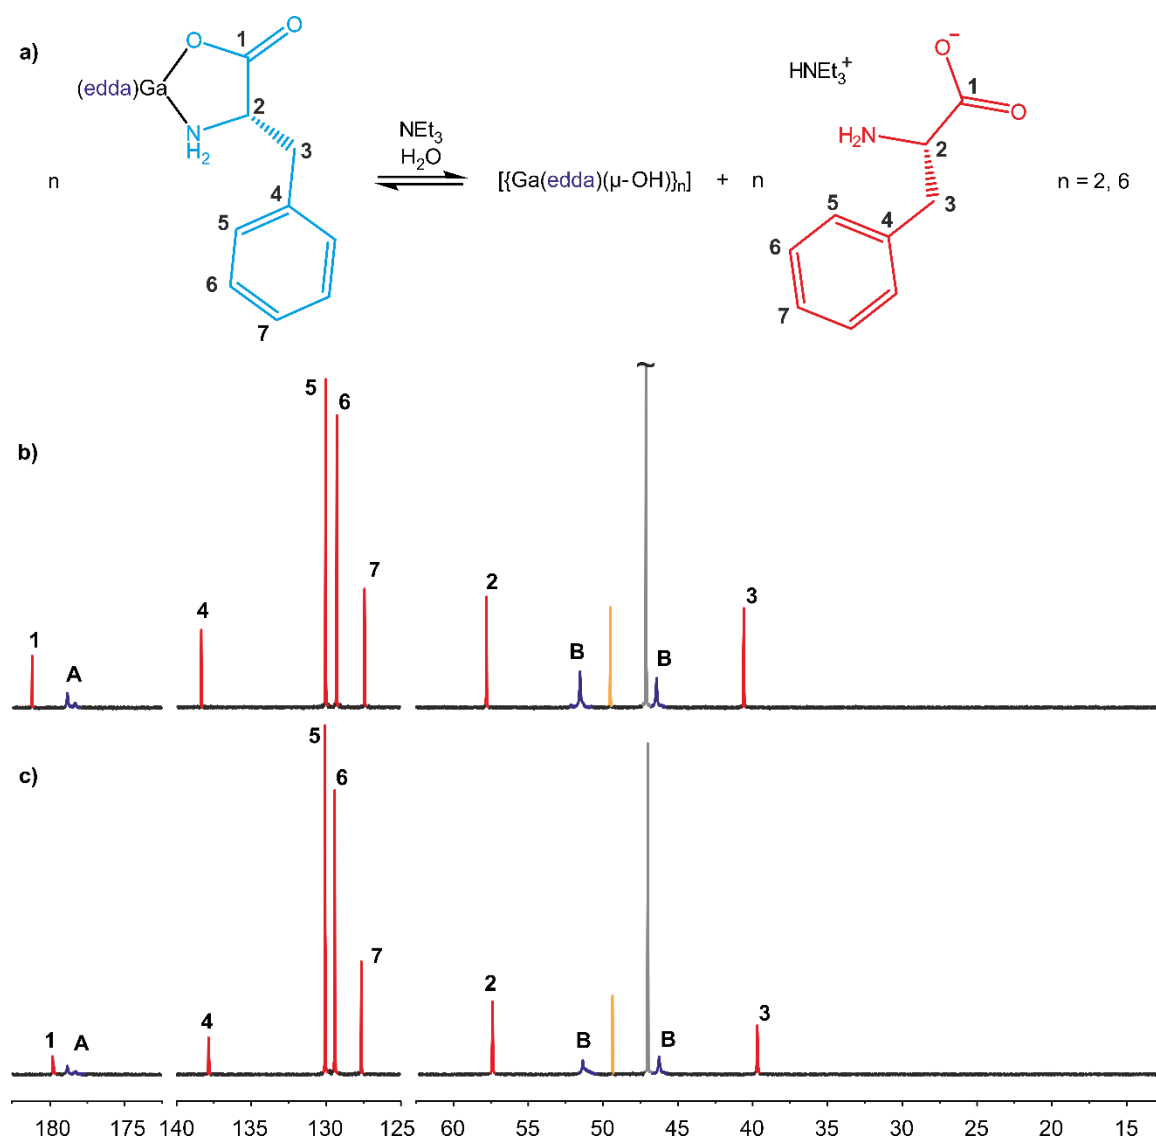 a)
1
O
O
(edda)Ga
2
N
H2
3
4
5
6
7
n
NEt3
H2O
[{Ga(edda)(μ-OH)}n]
+ n
HNEt3+
O−
1
O
H2N
2
3
4
5
6
7
n = 2, 6
b)
1
A
4
5
6
7
2
B
B
~
3
c)
1
A
4
5
6
7
2
B
B
3
180 175 140 135 130 125 60 55 50 45 40 35 30 25 20 15